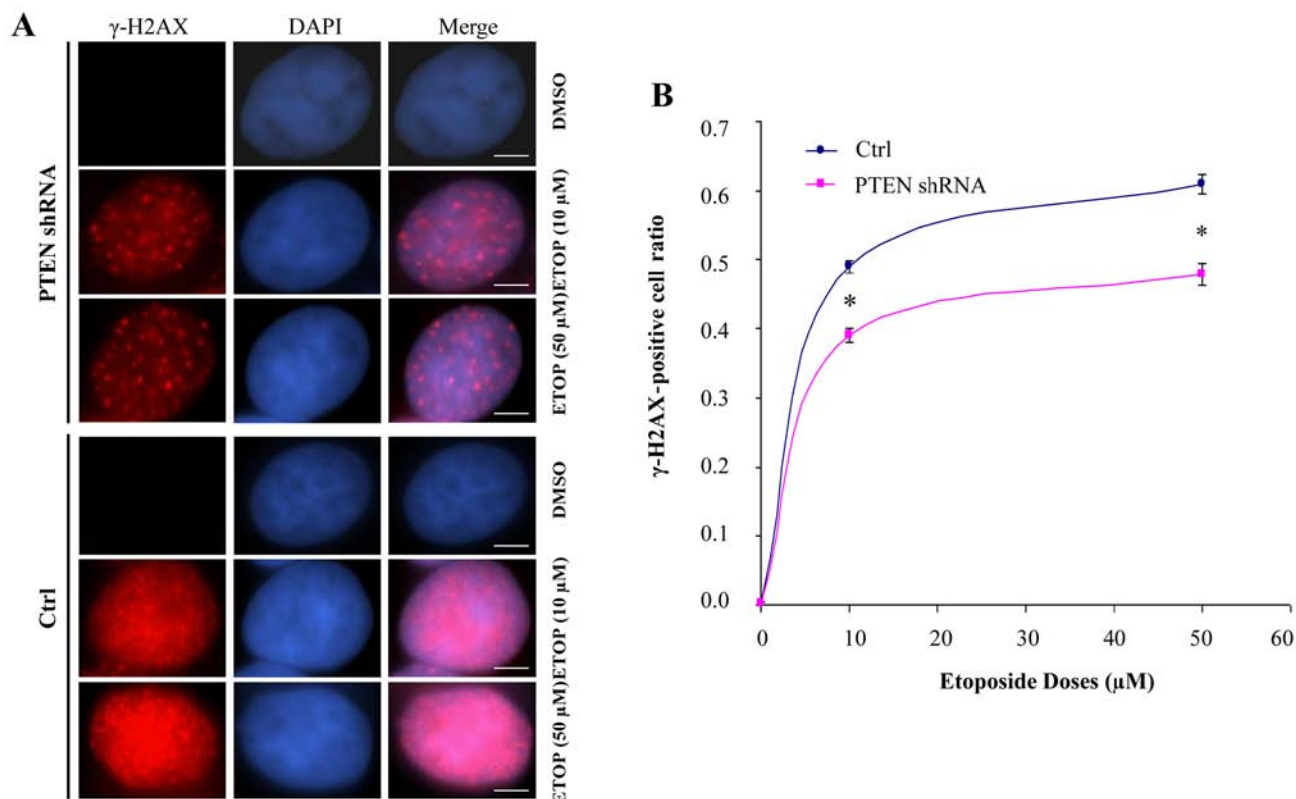 A
γ-H2AX DAPI Merge
PTEN shRNA
DMSO
ETOP (10 µM)
ETOP (50 µM)
Ctrl
DMSO
ETOP (10 µM)
ETOP (50 µM)
B
γ-H2AX-positive cell ratio
0.7
0.6
0.5
0.4
0.3
0.2
0.1
0.0
Ctrl
PTEN shRNA
*
*
0 10 20 30 40 50 60
Etoposide Doses (µM)